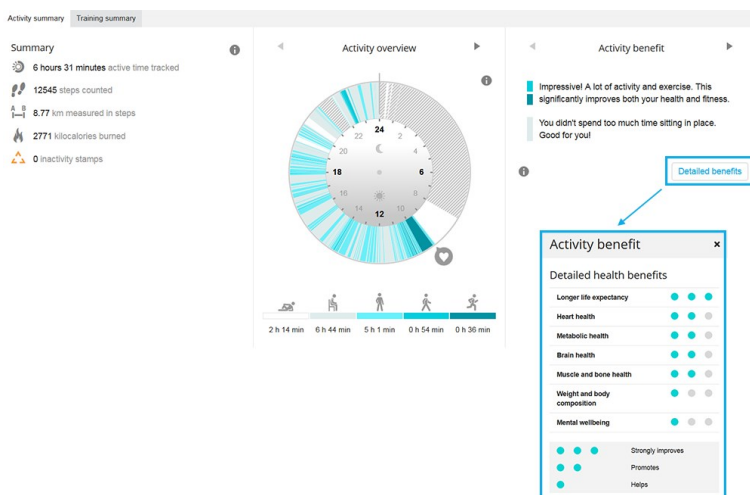 Activity summary Training summary
Summary
6 hours 31 minutes active time tracked
12545 steps counted
A B
8.77 km measured in steps
2771 kilocalories burned
0 inactivity stamps
Activity overview
24
22 2
20 4
18 6
16 8
14 10
12
2 h 14 min 6 h 44 min 5 h 1 min 0 h 54 min 0 h 36 min
Activity benefit
Impressive! A lot of activity and exercise. This
significantly improves both your health and fitness.
You didn't spend too much time sitting in place.
Good for you!
Detailed benefits
Activity benefit ×
Detailed health benefits
Longer life expectancy
Heart health
Metabolic health
Brain health
Muscle and bone health
Weight and body
composition
Mental wellbeing
Strongly improves
Promotes
Helps